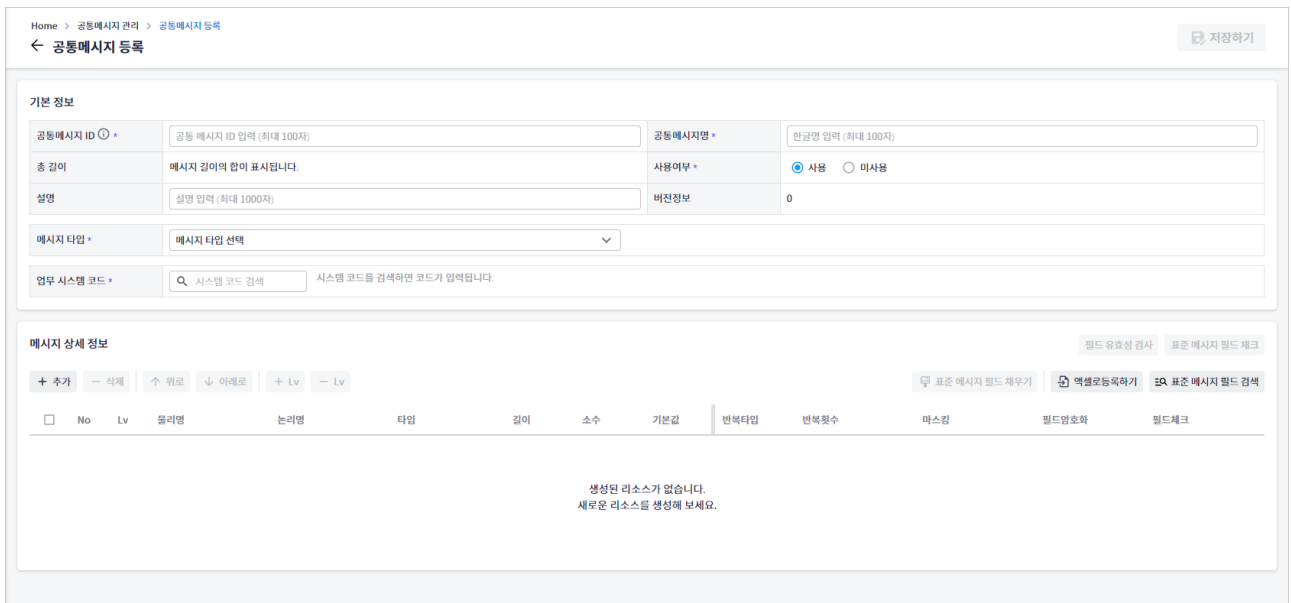 Home > 공통메시지 관리 > 공통메시지 등록
← 공통메시지 등록
저장하기
기본 정보
공통메시지 ID ⓘ * 공통 메시지 ID 입력 (최대 100자) 공통메시지명 * 한글명 입력 (최대 100자)
총 길이 메시지 길이의 합이 표시됩니다. 사용여부 * 사용 미사용
설명 설명 입력 (최대 1000자) 버전정보 0
메시지 타입 * 메시지 타입 선택
업무 시스템 코드 * 시스템 코드 검색 시스템 코드를 검색하면 코드가 입력됩니다.
메시지 상세 정보 필드 유효성 검사 표준 메시지 필드 체크
+ 추가 − 삭제 ↑ 위로 ↓ 아래로 + Lv − Lv 표준 메시지 필드 채우기 액셀로등록하기 표준 메시지 필드 검색
No Lv 물리명 논리명 타입 길이 소수 기본값 반복타입 반복횟수 마스킹 필드암호화 필드체크
생성된 리소스가 없습니다.
새로운 리소스를 생성해 보세요.